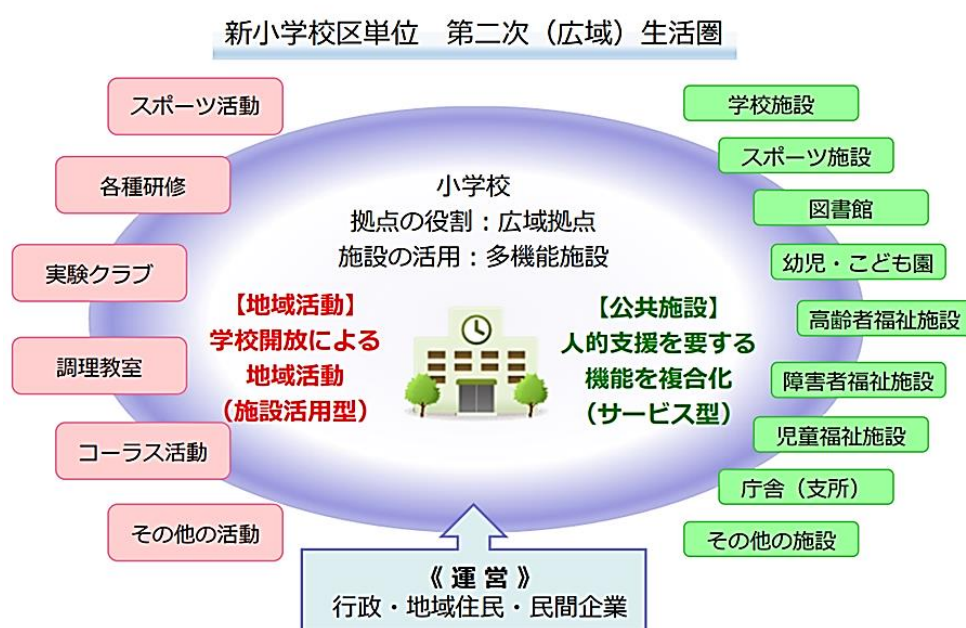 新小学校区単位　第二次（広域）生活圏
スポーツ活動
各種研修
実験クラブ
調理教室
コーラス活動
その他の活動
小学校
拠点の役割：広域拠点
施設の活用：多機能施設
【地域活動】
学校開放による
地域活動
（施設活用型）
【公共施設】
人的支援を要する
機能を複合化
（サービス型）
学校施設
スポーツ施設
図書館
幼児・こども園
高齢者福祉施設
障害者福祉施設
児童福祉施設
庁舎（支所）
その他の施設
《 運 営 》
行政・地域住民・民間企業